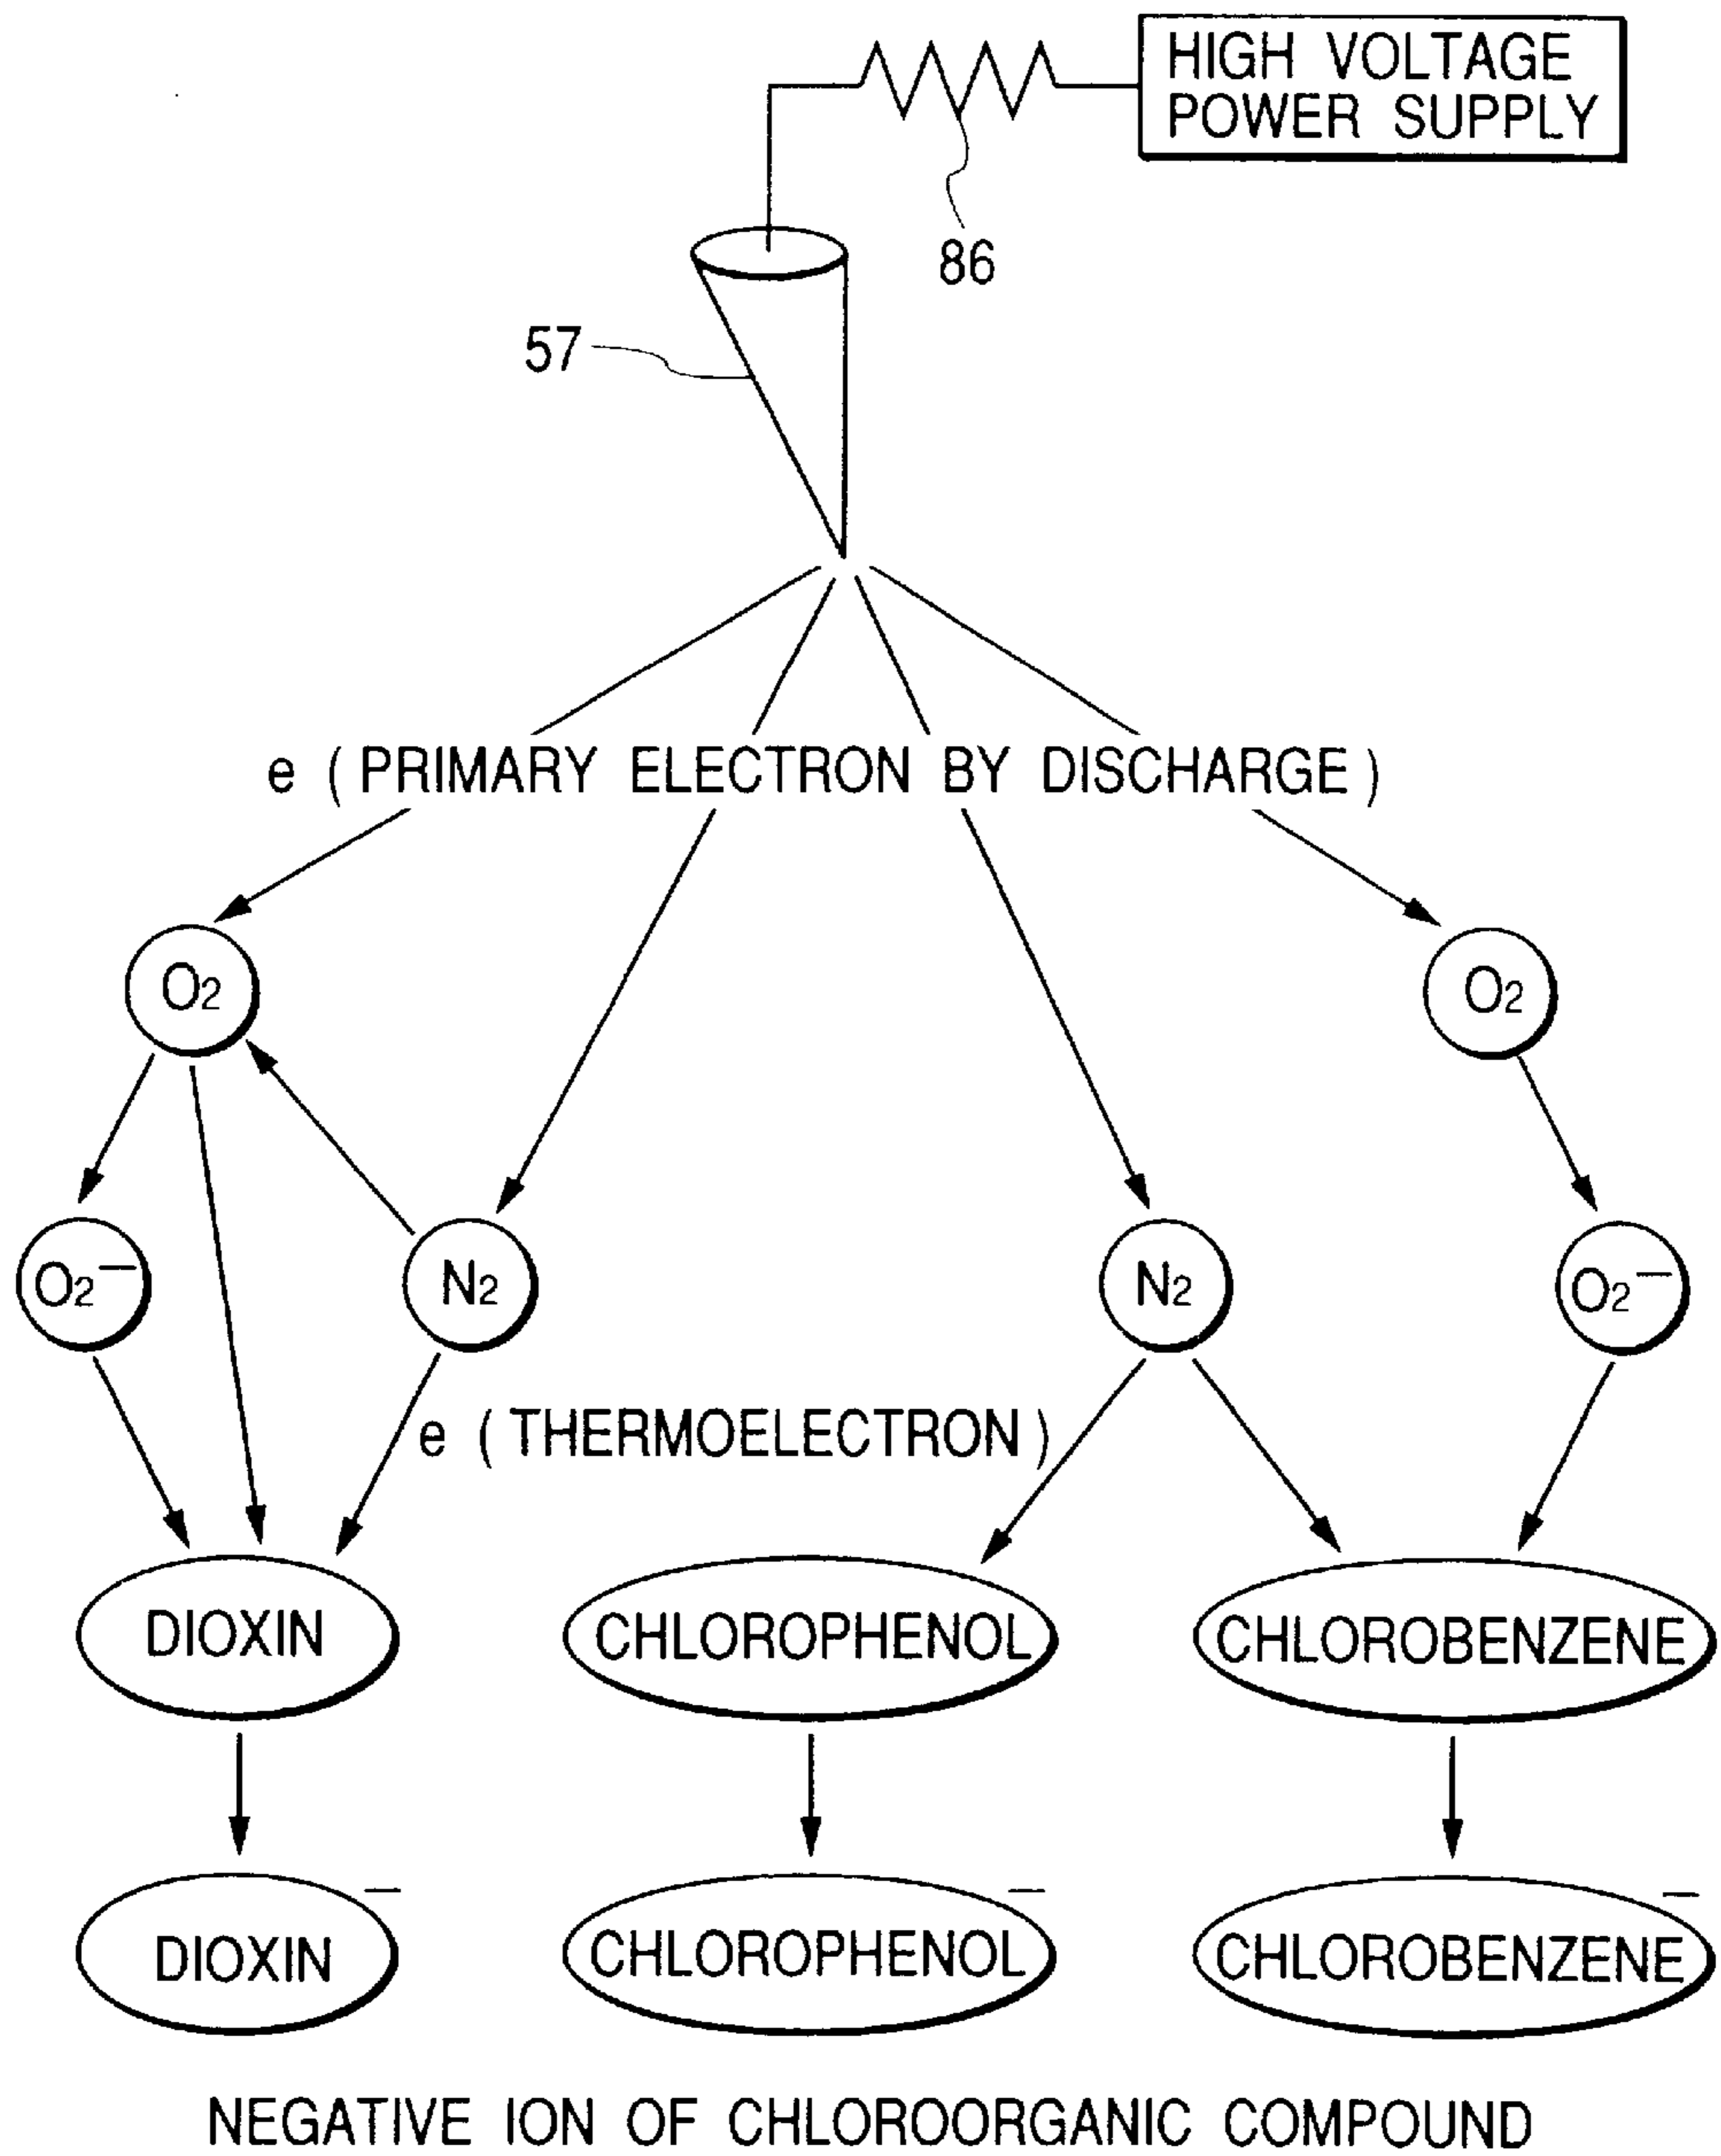 HIGH VOLTAGE
POWER SUPPLY
86
57
e ( PRIMARY ELECTRON BY DISCHARGE )
O2
O2
O2−
N2
N2
O2−
e ( THERMOELECTRON )
DIOXIN
CHLOROPHENOL
CHLOROBENZENE
DIOXIN−
CHLOROPHENOL−
CHLOROBENZENE−
NEGATIVE ION OF CHLOROORGANIC COMPOUND